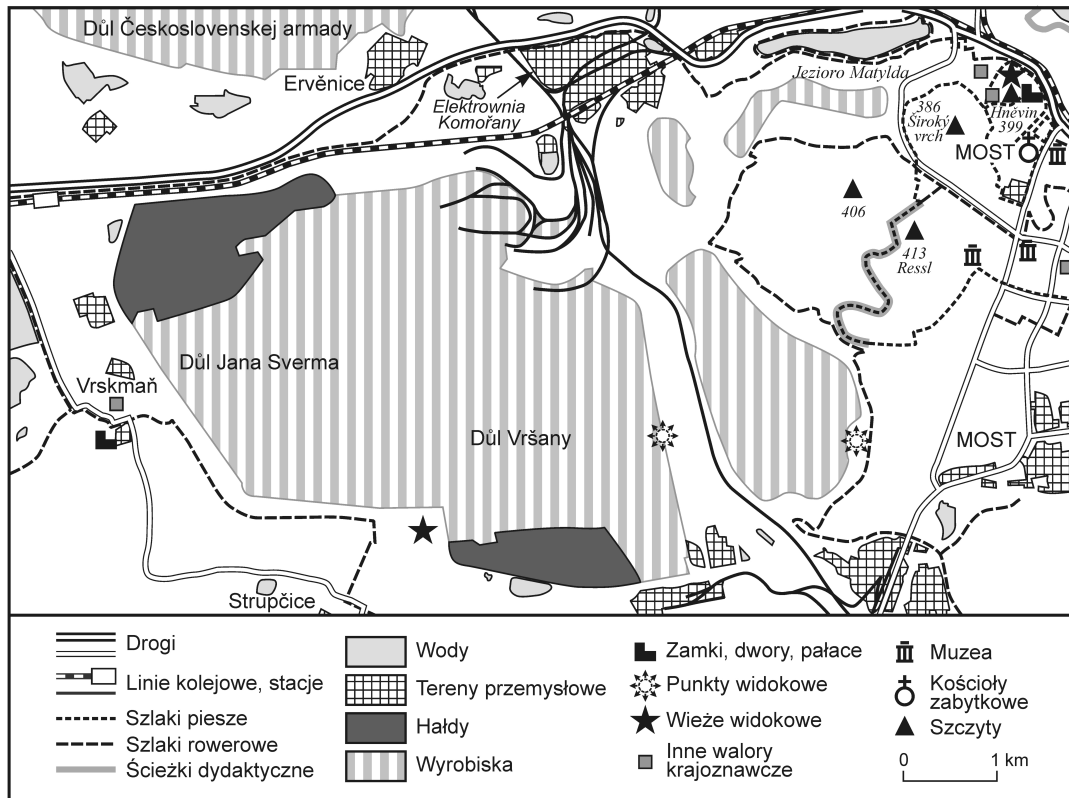 Důl Československej armady
Ervěnice
Elektrownia
Komořany
Jezioro Matylda
386
Široký
vrch
Hněvin
399
MOST
406
413
Ressl
Důl Jana Sverma
Vrskmaň
Důl Vršany
MOST
Strupčice
Drogi
Linie kolejowe, stacje
Szlaki piesze
Szlaki rowerowe
Ścieżki dydaktyczne
Wody
Tereny przemysłowe
Hałdy
Wyrobiska
Zamki, dwory, pałace
Punkty widokowe
Wieże widokowe
Inne walory
krajoznawcze
Muzea
Kościoły
zabytkowe
Szczyty
0 1 km